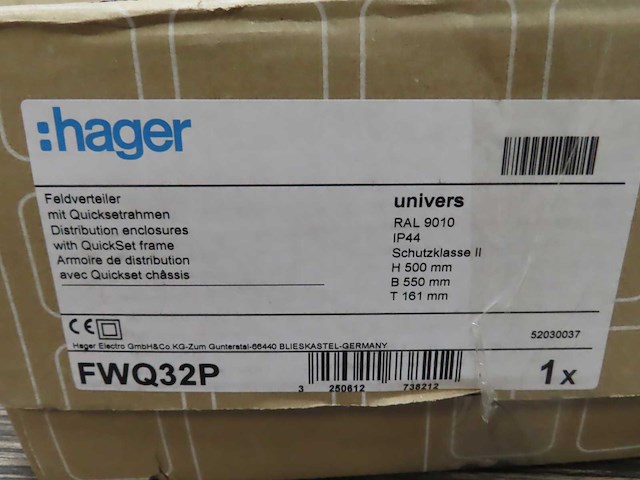 :hager
Feldverteiler
mit Quicksetrahmen
Distribution enclosures
with QuickSet frame
Armoire de distribution
avec Quickset châssis
univers
RAL 9010
IP44
Schutzklasse II
H 500 mm
B 550 mm
T 161 mm
CE
52030037
Hager Electro GmbH&Co.KG-Zum Gunterstal-66440 BLIESKASTEL-GERMANY
FWQ32P
3 250612 738212
1 x